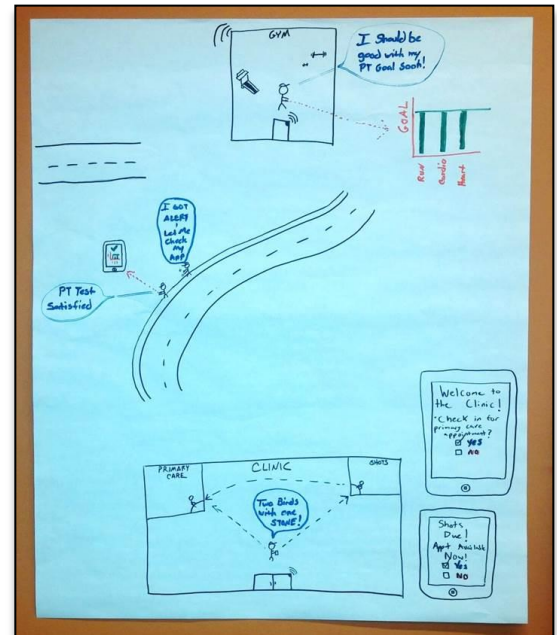 GYM
I Should be
good with my
PT Goal Soon!
GOAL
RUN
Cardio
Heart
I GOT
ALERT,
Let me
Check
my
APP
PT Test
Satisfied
Welcome to
the Clinic!
Check in for
primary care
appointment?
YES
NO
PRIMARY
CARE
CLINIC
SHOTS
Two Birds
with one
STONE!
Shots
Due!
Appt Available
Now!
Yes
NO